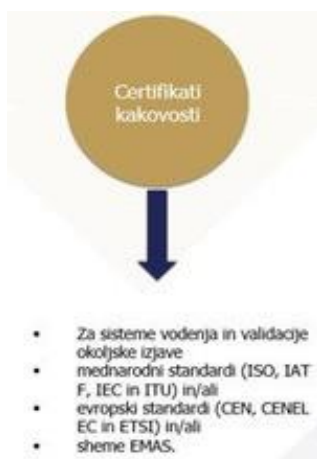 Certifikati
kakovosti
• Za sisteme vodenja in validacije
okoljske izjave
• mednarodni standardi (ISO, IAT
F, IEC in ITU) in/ali
• evropski standardi (CEN, CENEL
EC in ETSI) in/ali
• sheme EMAS.